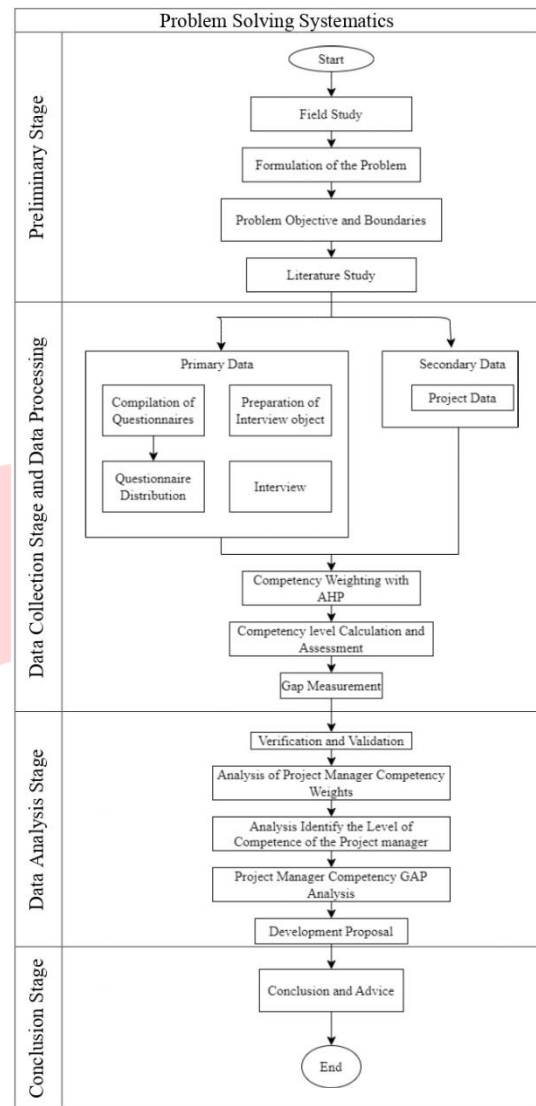 Problem Solving Systematics
Preliminary Stage
Start
Field Study
Formulation of the Problem
Problem Objective and Boundaries
Literature Study
Data Collection Stage and Data Processing
Primary Data
Compilation of
Questionnaires
Preparation of
Interview object
Questionnaire
Distribution
Interview
Secondary Data
Project Data
Competency Weighting with
AHP
Competency level Calculation and
Assessment
Gap Measurement
Data Analysis Stage
Verification and Validation
Analysis of Project Manager Competency
Weights
Analysis Identify the Level of
Competence of the Project manager
Project Manager Competency GAP
Analysis
Development Proposal
Conclusion Stage
Conclusion and Advice
End